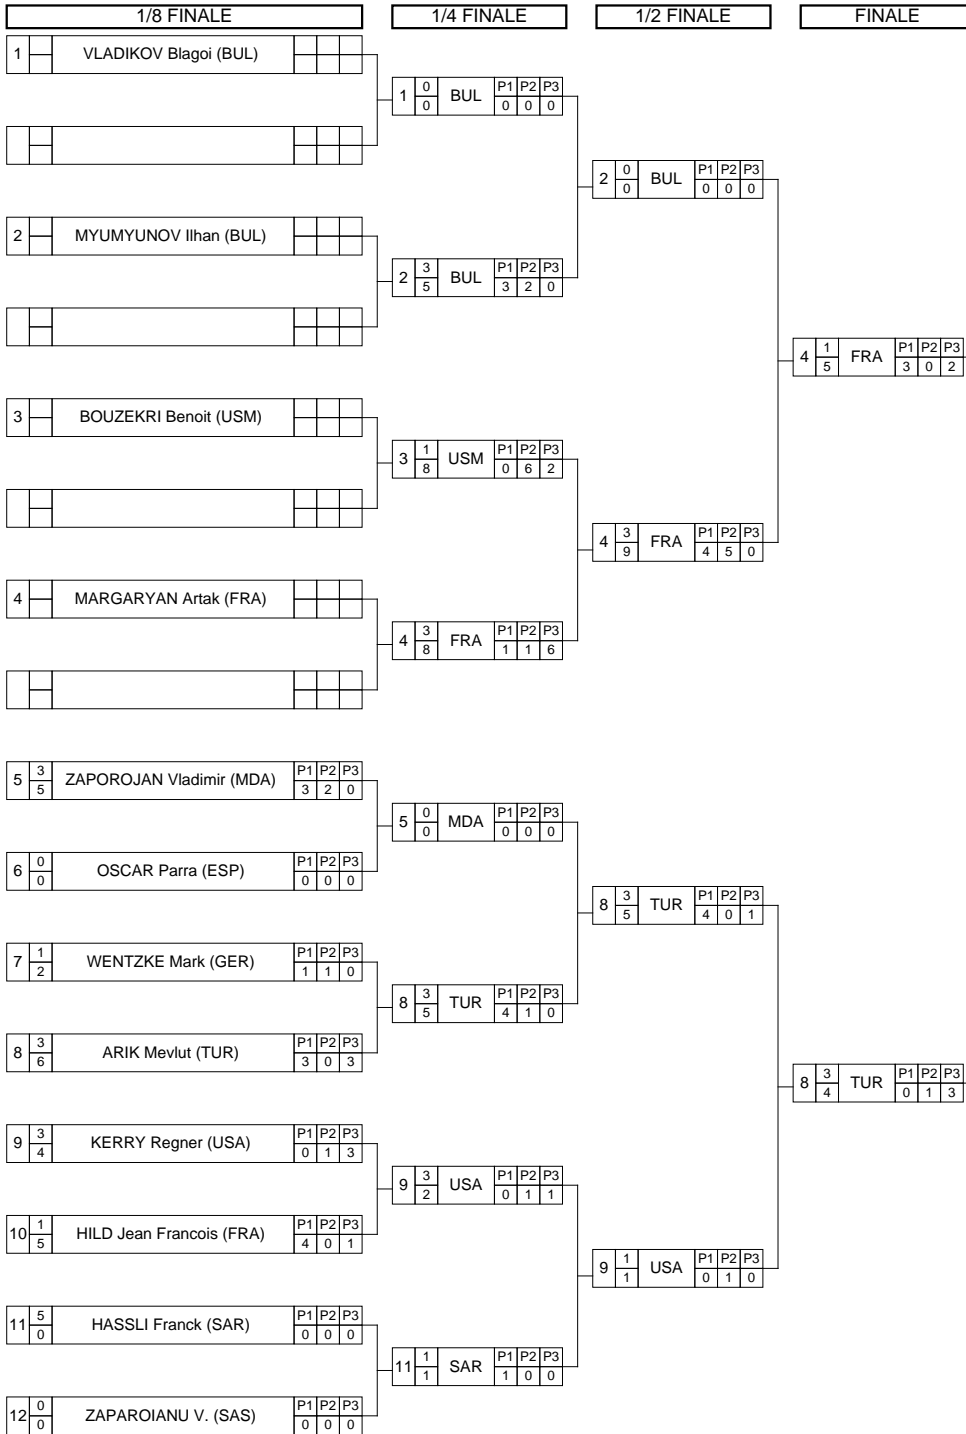 1/8 FINALE 1/4 FINALE 1/2 FINALE FINALE
1 VLADIKOV Blagoi (BUL)
1 0 0 BUL P1 P2 P3 0 0 0
2 0 0 BUL P1 P2 P3 0 0 0
2 MYUMYUNOV Ilhan (BUL)
2 3 5 BUL P1 P2 P3 3 2 0
4 1 5 FRA P1 P2 P3 3 0 2
3 BOUZEKRI Benoit (USM)
3 1 8 USM P1 P2 P3 0 6 2
4 3 9 FRA P1 P2 P3 4 5 0
4 MARGARYAN Artak (FRA)
4 3 8 FRA P1 P2 P3 1 1 6
5 3 5 ZAPOROJAN Vladimir (MDA) P1 P2 P3 3 2 0
5 0 0 MDA P1 P2 P3 0 0 0
6 0 0 OSCAR Parra (ESP) P1 P2 P3 0 0 0
8 3 5 TUR P1 P2 P3 4 0 1
7 1 2 WENTZKE Mark (GER) P1 P2 P3 1 1 0
8 3 5 TUR P1 P2 P3 4 1 0
8 3 6 ARIK Mevlut (TUR) P1 P2 P3 3 0 3
8 3 4 TUR P1 P2 P3 0 1 3
9 3 4 KERRY Regner (USA) P1 P2 P3 0 1 3
9 3 2 USA P1 P2 P3 0 1 1
10 1 5 HILD Jean Francois (FRA) P1 P2 P3 4 0 1
9 1 1 USA P1 P2 P3 0 1 0
11 5 0 HASSLI Franck (SAR) P1 P2 P3 0 0 0
11 1 1 SAR P1 P2 P3 1 0 0
12 0 0 ZAPAROIANU V. (SAS) P1 P2 P3 0 0 0